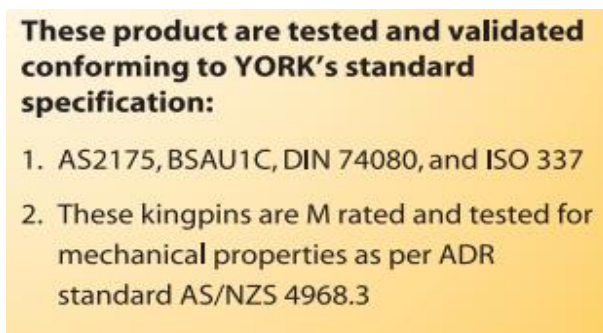 These product are tested and validated
conforming to YORK's standard
specification:
1. AS2175, BSAU1C, DIN 74080, and ISO 337
2. These kingpins are M rated and tested for
mechanical properties as per ADR
standard AS/NZS 4968.3